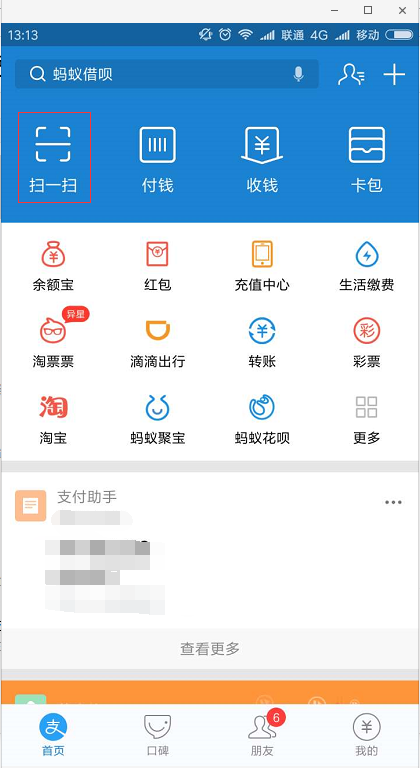 13:13 联通 4G 移动
蚂蚁借呗
扫一扫 付钱 收钱 卡包
余额宝 红包 充值中心 生活缴费
异星
淘票票 滴滴出行 转账 彩票
淘宝 蚂蚁聚宝 蚂蚁花呗 更多
支付助手
查看更多
6
首页 口碑 朋友 我的